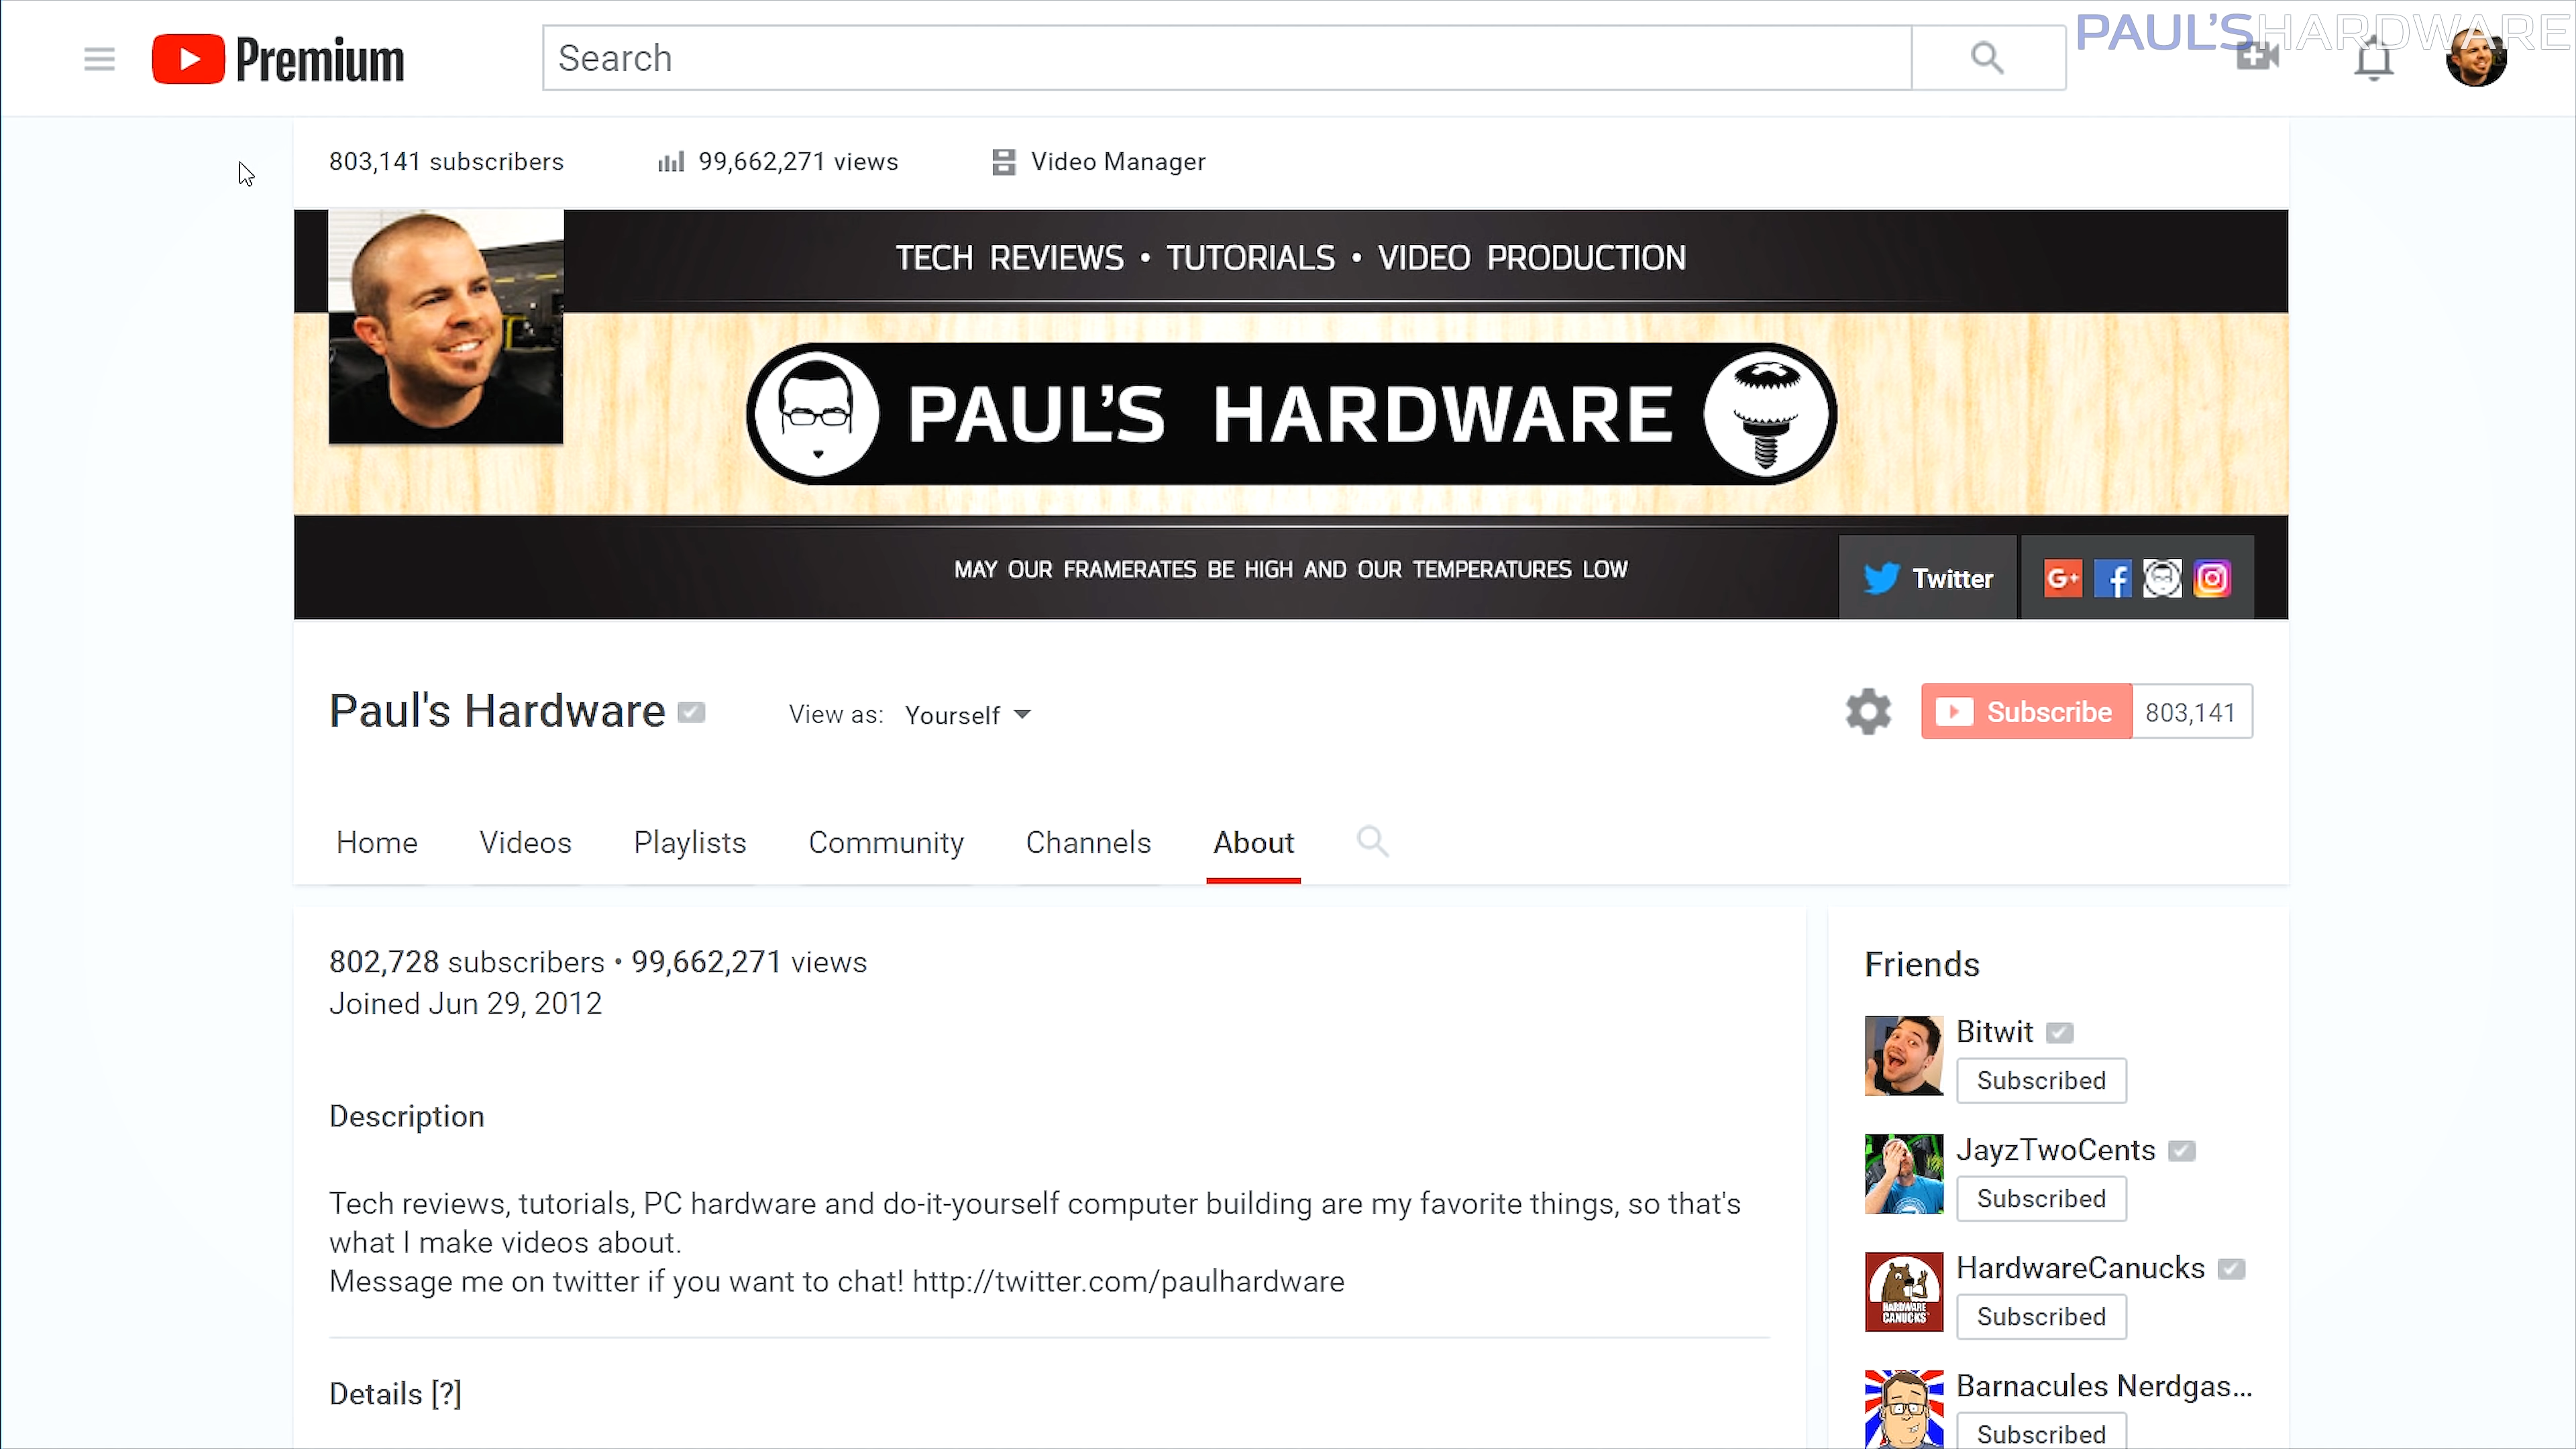 Premium
Search
PAUL'SHARDWARE
803,141 subscribers
99,662,271 views
Video Manager
TECH REVIEWS • TUTORIALS • VIDEO PRODUCTION
PAUL'S HARDWARE
MAY OUR FRAMERATES BE HIGH AND OUR TEMPERATURES LOW
Twitter
G+
f
Paul's Hardware
View as: Yourself
Subscribe 803,141
Home Videos Playlists Community Channels About
802,728 subscribers • 99,662,271 views
Joined Jun 29, 2012
Description
Tech reviews, tutorials, PC hardware and do-it-yourself computer building are my favorite things, so that's
what I make videos about.
Message me on twitter if you want to chat! http://twitter.com/paulhardware
Details [?]
Friends
Bitwit
Subscribed
JayzTwoCents
Subscribed
HARDWARE
CANUCKS
HardwareCanucks
Subscribed
Barnacules Nerdgas...
Subscribed